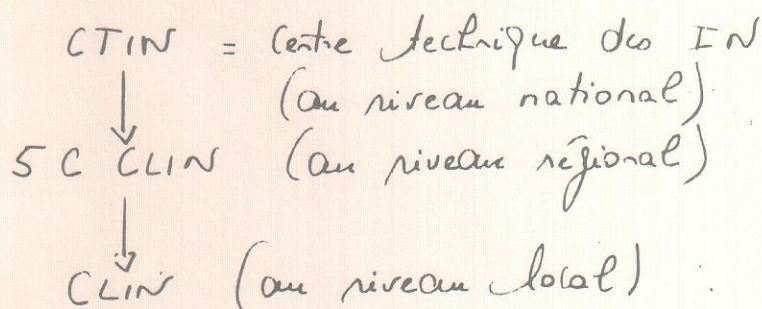 CTIN = Centre technique des IN
(au niveau national)
5 C CLIN (au niveau régional)
CLIN (au niveau local).